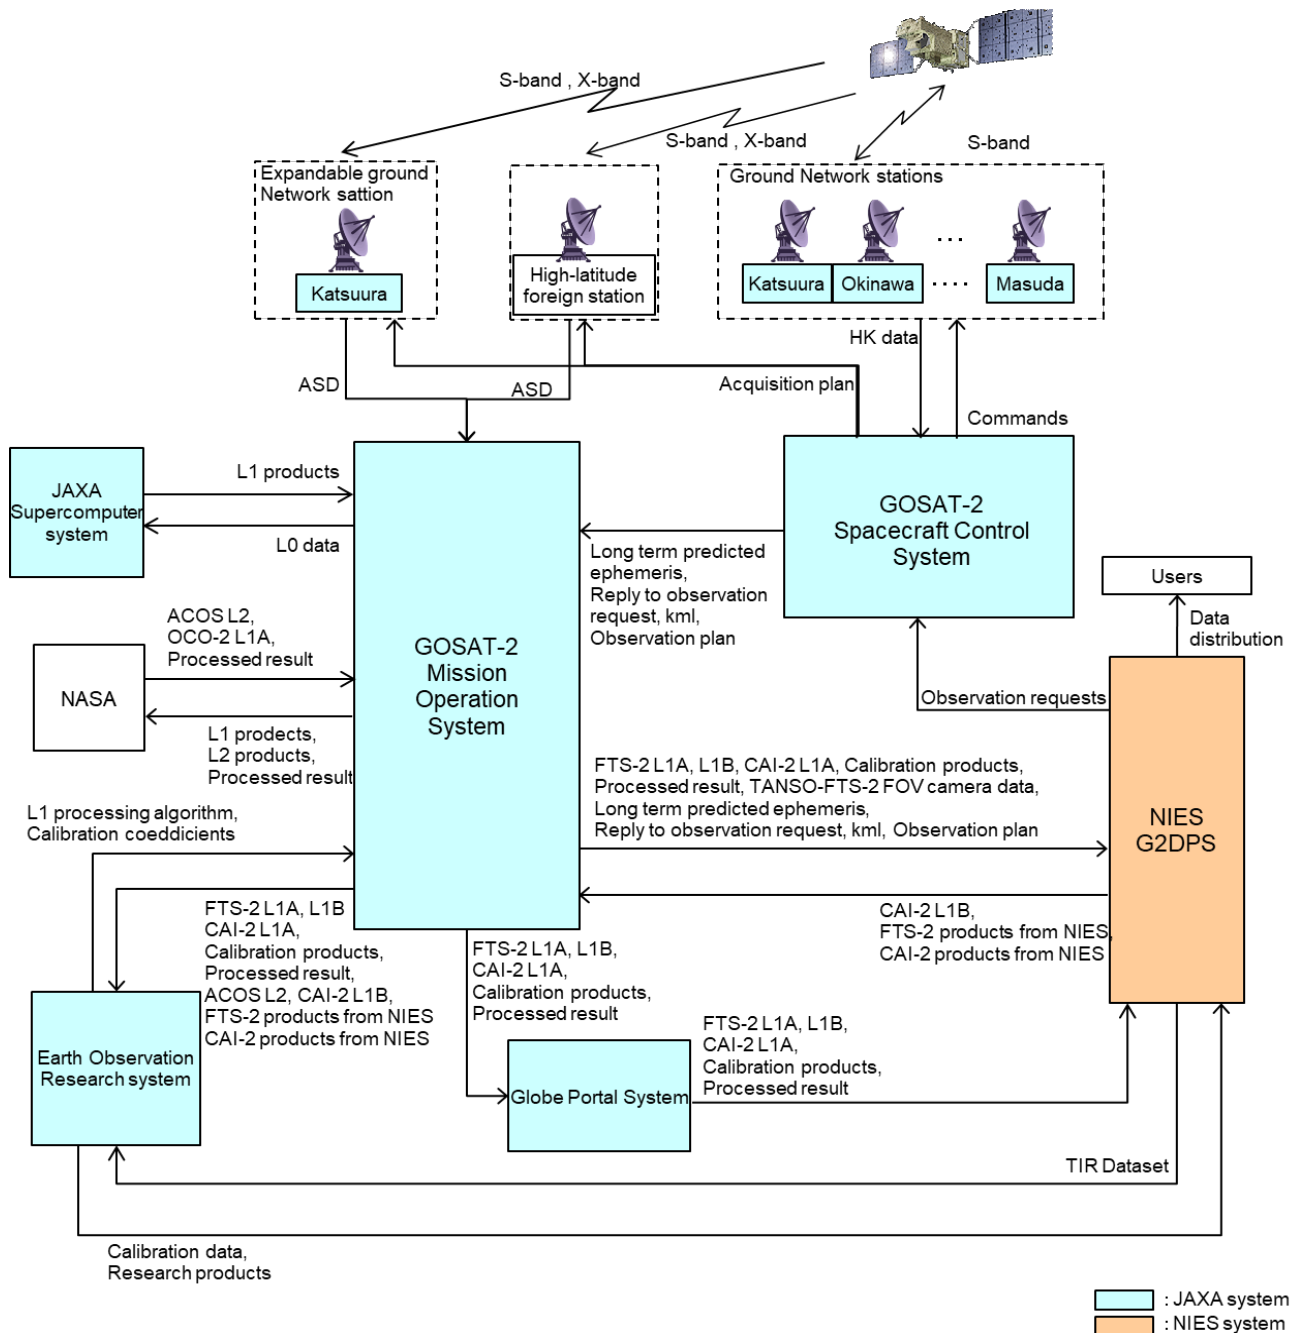 S-band , X-band
S-band , X-band
S-band
Expandable ground
Network sattion
Katsuura
High-latitude
foreign station
Ground Network stations
...
Katsuura
Okinawa
....
Masuda
HK data
ASD
ASD
Acquisition plan
Commands
JAXA
Supercomputer
system
L1 products
L0 data
GOSAT-2
Mission
Operation
System
GOSAT-2
Spacecraft Control
System
Long term predicted
ephemeris,
Reply to observation
request, kml,
Observation plan
Users
Data
distribution
ACOS L2,
OCO-2 L1A,
Processed result
NASA
L1 prodects,
L2 products,
Processed result
Observation requests
NIES
G2DPS
FTS-2 L1A, L1B, CAI-2 L1A, Calibration products,
Processed result, TANSO-FTS-2 FOV camera data,
Long term predicted ephemeris,
Reply to observation request, kml, Observation plan
L1 processing algorithm,
Calibration coeddicients
CAI-2 L1B,
FTS-2 products from NIES,
CAI-2 products from NIES
FTS-2 L1A, L1B
CAI-2 L1A,
Calibration products,
Processed result,
ACOS L2, CAI-2 L1B,
FTS-2 products from NIES
CAI-2 products from NIES
FTS-2 L1A, L1B,
CAI-2 L1A,
Calibration products,
Processed result
Earth Observation
Research system
Globe Portal System
FTS-2 L1A, L1B,
CAI-2 L1A,
Calibration products,
Processed result
TIR Dataset
Calibration data,
Research products
: JAXA system
: NIES system